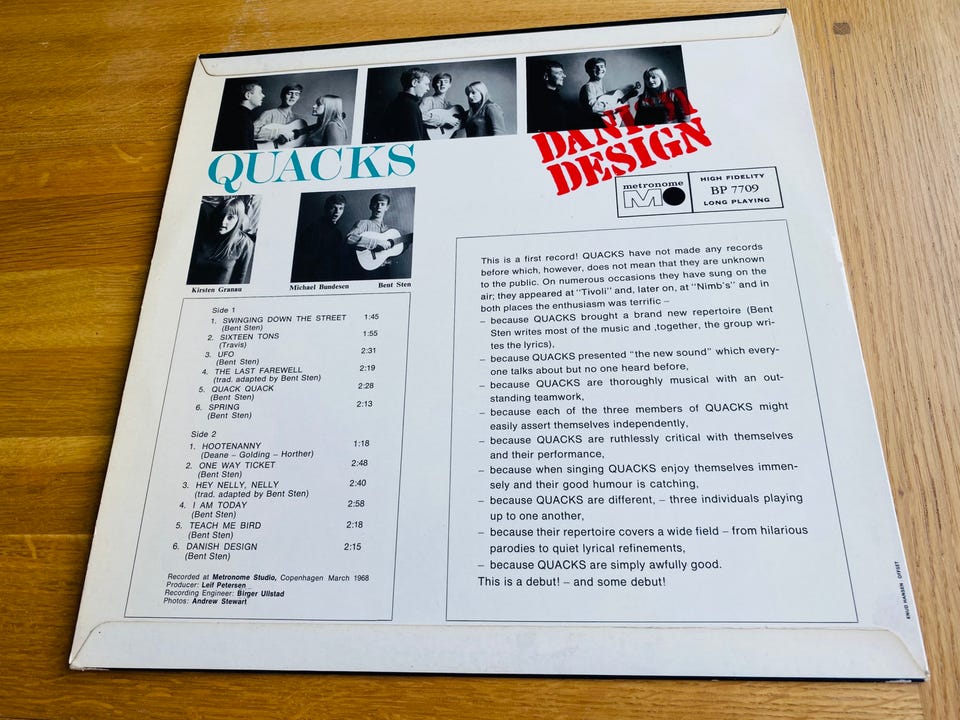 QUACKS
DANISH
DESIGN
metronome
HIGH FIDELITY
BP 7709
LONG PLAYING
Kirsten Granau
Michael Bundesen
Bent Sten
Side 1
1. SWINGING DOWN THE STREET 1:45
(Bent Sten)
2. SIXTEEN TONS 1:55
(Travis)
3. UFO 2:31
(Bent Sten)
4. THE LAST FAREWELL 2:19
(trad. adapted by Bent Sten)
5. QUACK QUACK 2:28
(Bent Sten)
6. SPRING 2:13
(Bent Sten)
Side 2
1. HOOTENANNY 1:18
(Deane – Golding – Horther)
2. ONE WAY TICKET 2:48
(Bent Sten)
3. HEY NELLY, NELLY 2:40
(trad. adapted by Bent Sten)
4. I AM TODAY 2:58
(Bent Sten)
5. TEACH ME BIRD 2:18
(Bent Sten)
6. DANISH DESIGN 2:15
(Bent Sten)
Recorded at Metronome Studio, Copenhagen March 1968
Producer: Leif Petersen
Recording Engineer: Birger Ullstad
Photos: Andrew Stewart
This is a first record! QUACKS have not made any records
before which, however, does not mean that they are unknown
to the public. On numerous occasions they have sung on the
air; they appeared at "Tivoli" and, later on, at "Nimb's" and in
both places the enthusiasm was terrific –
– because QUACKS brought a brand new repertoire (Bent
Sten writes most of the music and ,together, the group wri-
tes the lyrics),
– because QUACKS presented "the new sound" which every-
one talks about but no one heard before,
– because QUACKS are thoroughly musical with an out-
standing teamwork,
– because each of the three members of QUACKS might
easily assert themselves independently,
– because QUACKS are ruthlessly critical with themselves
and their performance,
– because when singing QUACKS enjoy themselves immen-
sely and their good humour is catching,
– because QUACKS are different, – three individuals playing
up to one another,
– because their repertoire covers a wide field – from hilarious
parodies to quiet lyrical refinements,
– because QUACKS are simply awfully good.
This is a debut! – and some debut!
KNUD HANSEN OFFSET